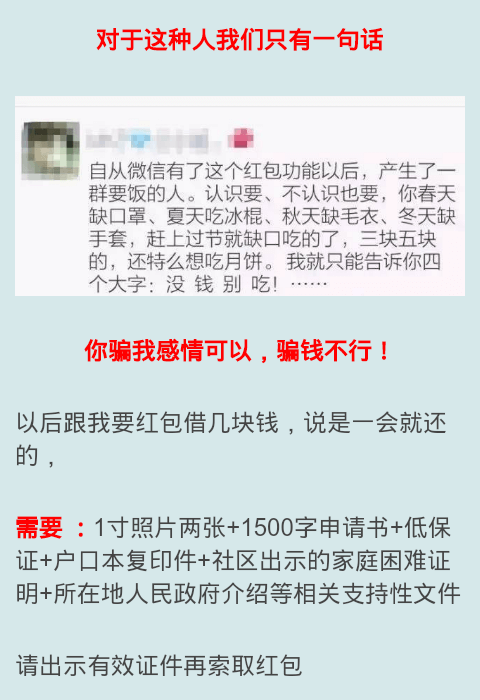 对于这种人我们只有一句话
自从微信有了这个红包功能以后，产生了一
群要饭的人。认识要、不认识也要，你春天
缺口罩、夏天吃冰棍、秋天缺毛衣、冬天缺
手套，赶上过节就缺口吃的了，三块五块
的，还特么想吃月饼。我就只能告诉你四
个大字：没 钱 别 吃！……
你骗我感情可以，骗钱不行！
以后跟我要红包借几块钱，说是一会就还
的，
需要 ：1寸照片两张+1500字申请书+低保
证+户口本复印件+社区出示的家庭困难证
明+所在地人民政府介绍等相关支持性文件
请出示有效证件再索取红包